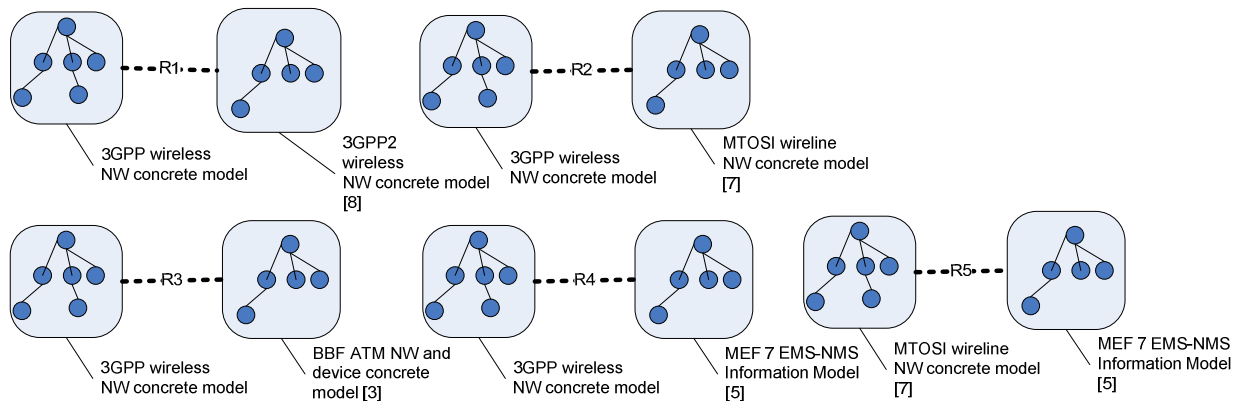 R1
R2
3GPP wireless
NW concrete model
3GPP2
wireless
NW concrete model
[8]
3GPP wireless
NW concrete model
MTOSI wireline
NW concrete model
[7]
R3
R4
R5
3GPP wireless
NW concrete model
BBF ATM NW and
device concrete
model [3]
3GPP wireless
NW concrete model
MEF 7 EMS-NMS
Information Model
[5]
MTOSI wireline
NW concrete model
[7]
MEF 7 EMS-NMS
Information Model
[5]